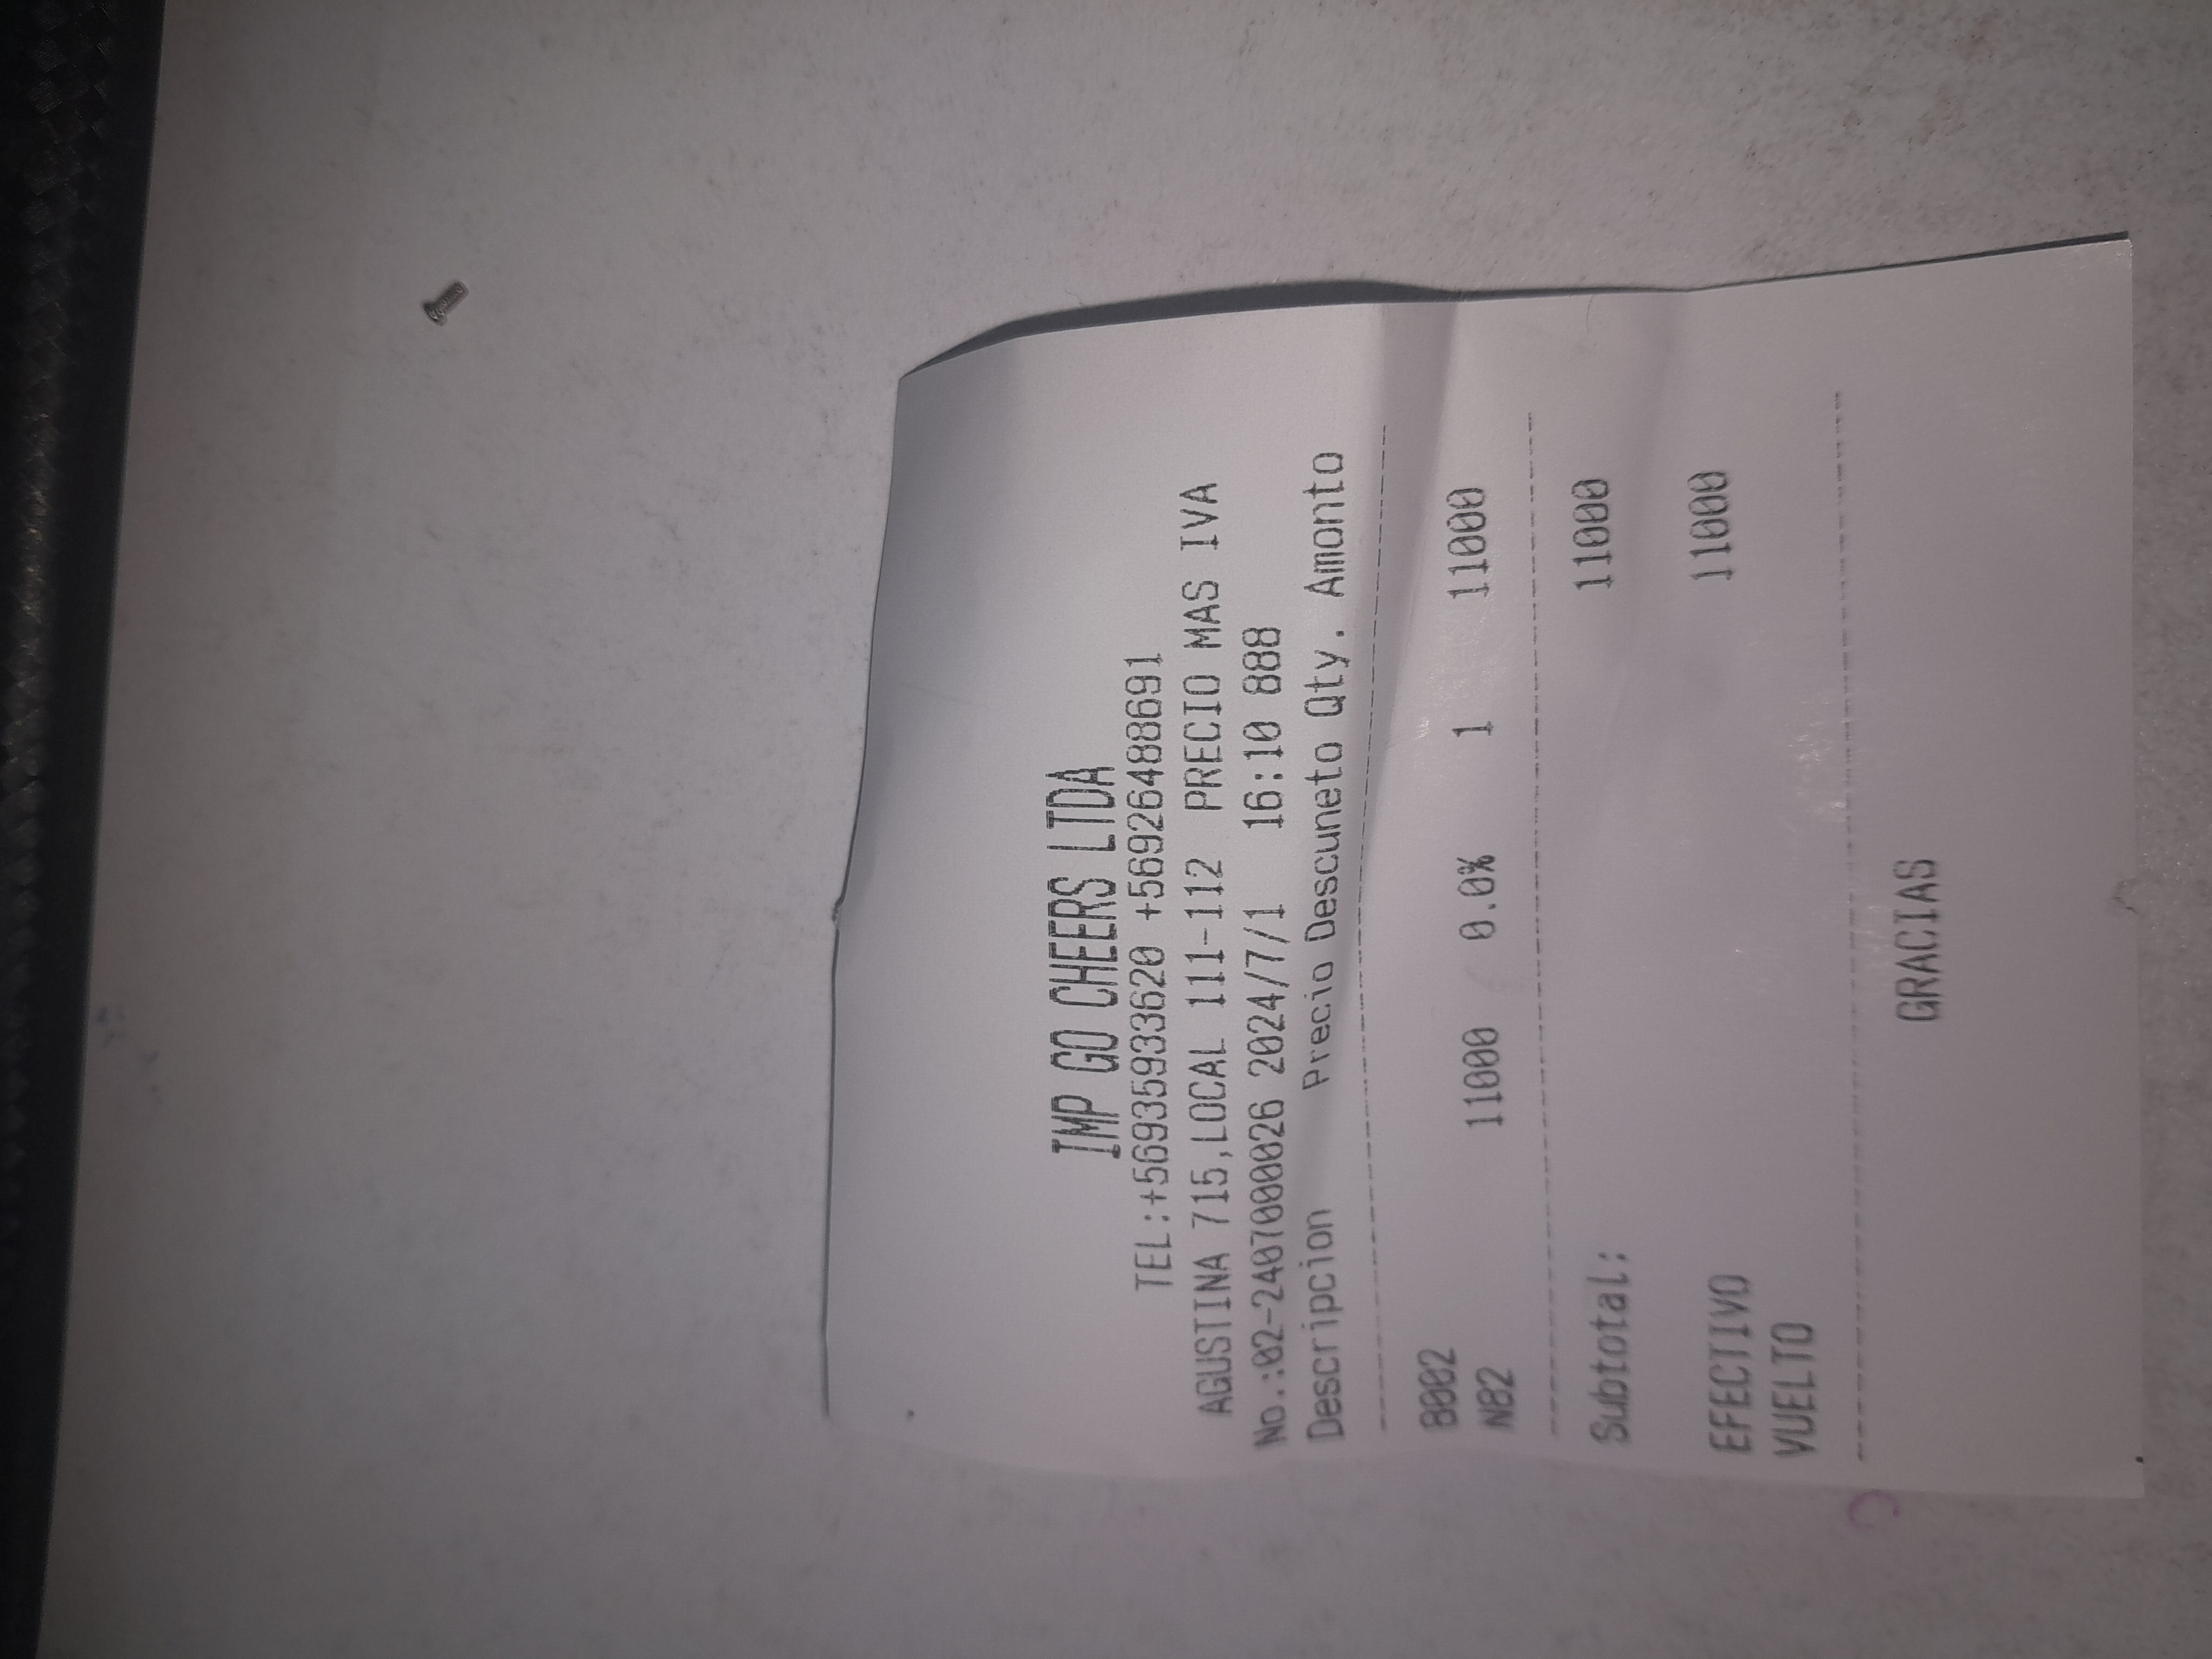 IMP GO CHEERS LTDA
TEL:+56935933620 +56926488691
AGUSTINA 715,LOCAL 111-112 PRECIO MAS IVA
No.:02-2407000026 2024/7/1 16:10 888
Descripcion Precio Descuneto Qty. Amonto
8002
N82 11000 0.0% 1 11000
Subtotal: 11000
EFECTIVO 11000
VUELTO
GRACIAS